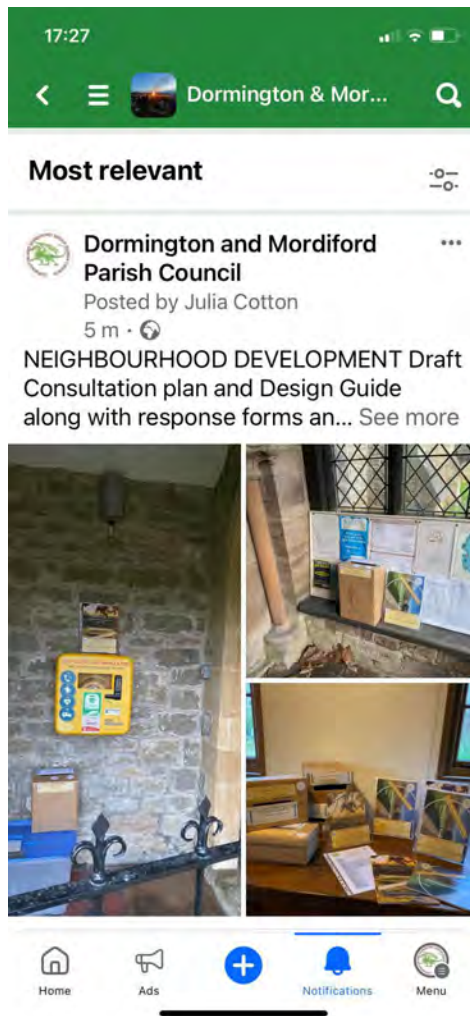 17:27
Dormington & Mor...
Most relevant
Dormington and Mordiford
Parish Council
Posted by Julia Cotton
5 m ·
NEIGHBOURHOOD DEVELOPMENT Draft
Consultation plan and Design Guide
along with response forms an... See more
Home
Ads
Notifications
Menu